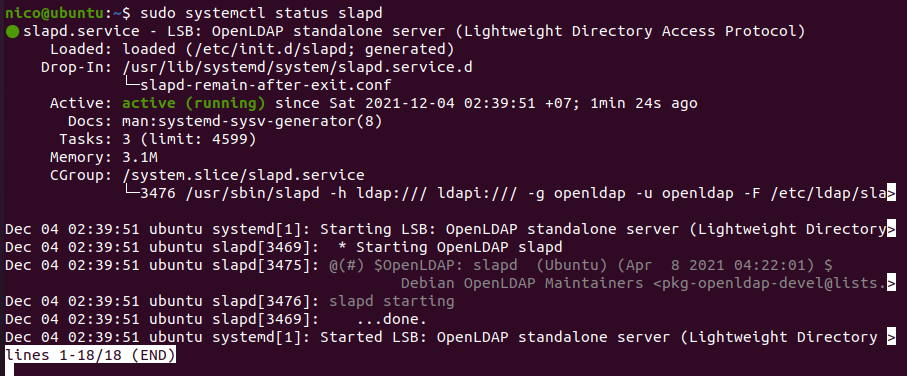 nico@ubuntu:~$ sudo systemctl status slapd
● slapd.service - LSB: OpenLDAP standalone server (Lightweight Directory Access Protocol)
     Loaded: loaded (/etc/init.d/slapd; generated)
    Drop-In: /usr/lib/systemd/system/slapd.service.d
             └─slapd-remain-after-exit.conf
     Active: active (running) since Sat 2021-12-04 02:39:51 +07; 1min 24s ago
       Docs: man:systemd-sysv-generator(8)
      Tasks: 3 (limit: 4599)
     Memory: 3.1M
     CGroup: /system.slice/slapd.service
             └─3476 /usr/sbin/slapd -h ldap:/// ldapi:/// -g openldap -u openldap -F /etc/ldap/sla>
Dec 04 02:39:51 ubuntu systemd[1]: Starting LSB: OpenLDAP standalone server (Lightweight Directory>
Dec 04 02:39:51 ubuntu slapd[3469]:  * Starting OpenLDAP slapd
Dec 04 02:39:51 ubuntu slapd[3475]: @(#) $OpenLDAP: slapd  (Ubuntu) (Apr  8 2021 04:22:01) $
                                            Debian OpenLDAP Maintainers <pkg-openldap-devel@lists.>
Dec 04 02:39:51 ubuntu slapd[3476]: slapd starting
Dec 04 02:39:51 ubuntu slapd[3469]:    ...done.
Dec 04 02:39:51 ubuntu systemd[1]: Started LSB: OpenLDAP standalone server (Lightweight Directory >
lines 1-18/18 (END)